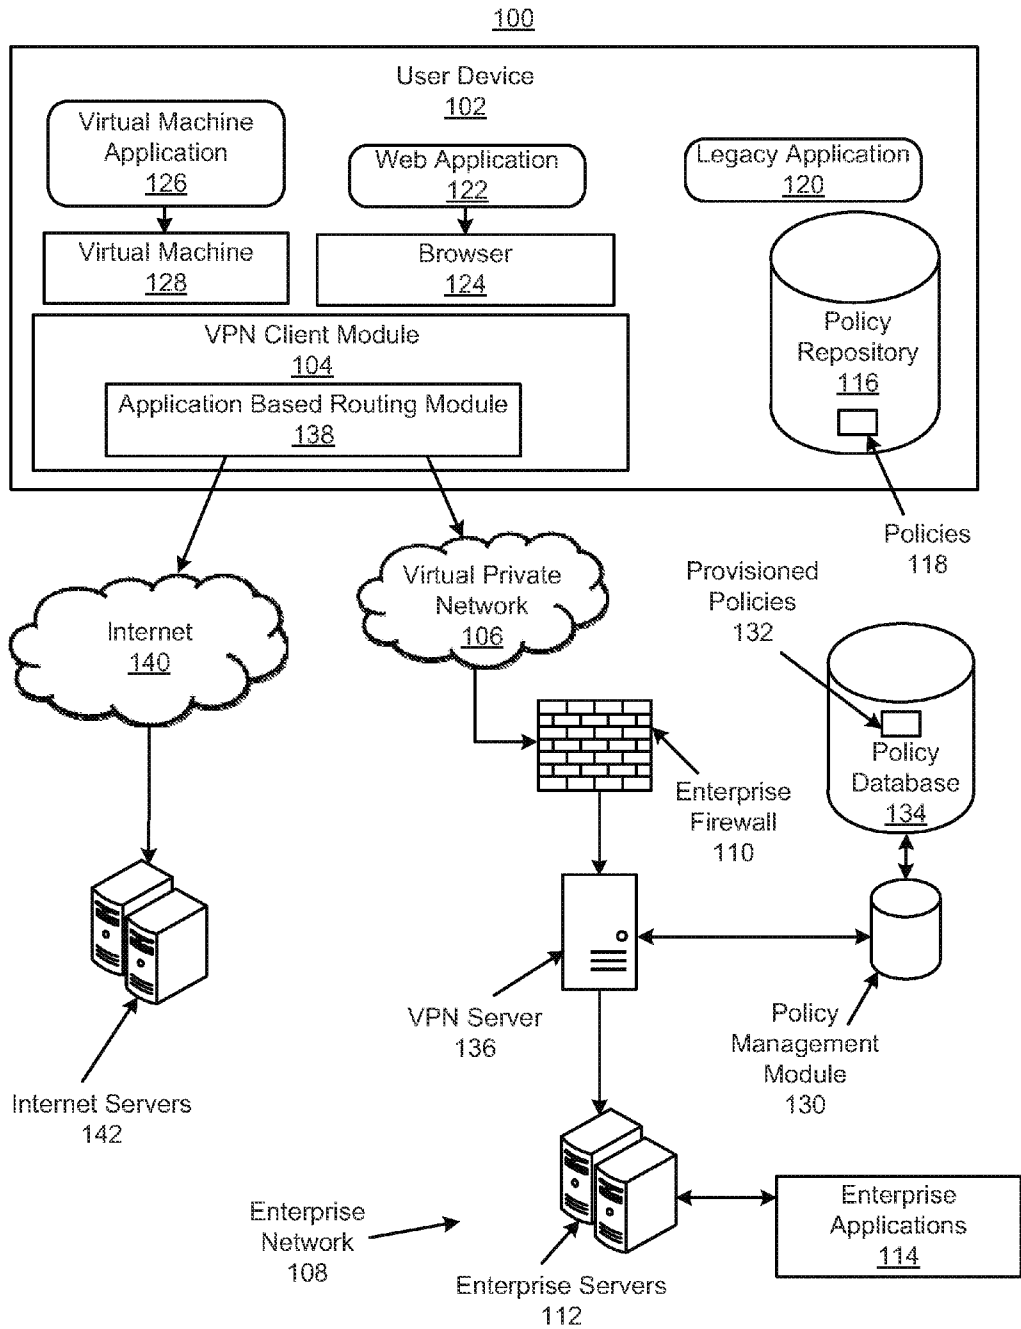 100
User Device
102
Virtual Machine
Application
126
Web Application
122
Legacy Application
120
Virtual Machine
128
Browser
124
VPN Client Module
104
Application Based Routing Module
138
Policy
Repository
116
Policies
118
Internet
140
Virtual Private
Network
106
Provisioned
Policies
132
Policy
Database
134
Enterprise
Firewall
110
VPN Server
136
Policy
Management
Module
130
Internet Servers
142
Enterprise
Network
108
Enterprise Servers
112
Enterprise
Applications
114